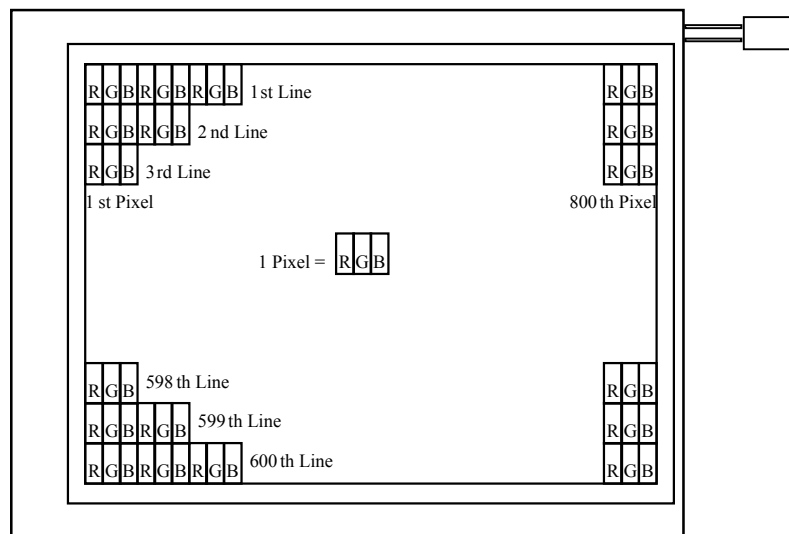 RGBRGBRGB 1st Line RGB
RGBRGB 2nd Line RGB
RGB 3rd Line RGB
1st Pixel 800th Pixel
1 Pixel = RGB
RGB 598th Line RGB
RGBRGB 599th Line RGB
RGBRGBRGB 600th Line RGB